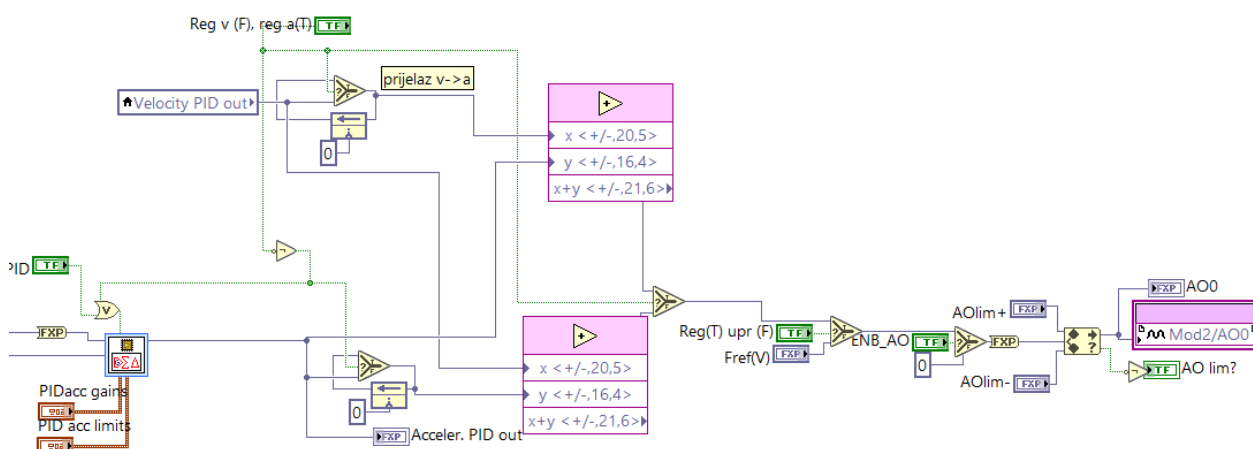 Reg v (F), reg a(T)
TF
prijelaz v->a
Velocity PID out
0
x <+/-,20,5>
y <+/-,16,4>
x+y <+/-,21,6>
PID
TF
FXP
PIDacc gains
PID acc limits
0
FXP
Acceler. PID out
x <+/-,20,5>
y <+/-,16,4>
x+y <+/-,21,6>
Reg(T) upr (F)
TF
Fref(V)
FXP
ENB_AO
TF
0
FXP
AOlim+
FXP
AOlim-
FXP
FXP
AO0
Mod2/AO0
TF
AO lim?